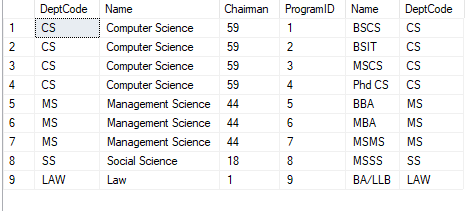 DeptCode Name Chairman ProgramID Name DeptCode
1 CS Computer Science 59 1 BSCS CS
2 CS Computer Science 59 2 BSIT CS
3 CS Computer Science 59 3 MSCS CS
4 CS Computer Science 59 4 Phd CS CS
5 MS Management Science 44 5 BBA MS
6 MS Management Science 44 6 MBA MS
7 MS Management Science 44 7 MSMS MS
8 SS Social Science 18 8 MSSS SS
9 LAW Law 1 9 BA/LLB LAW